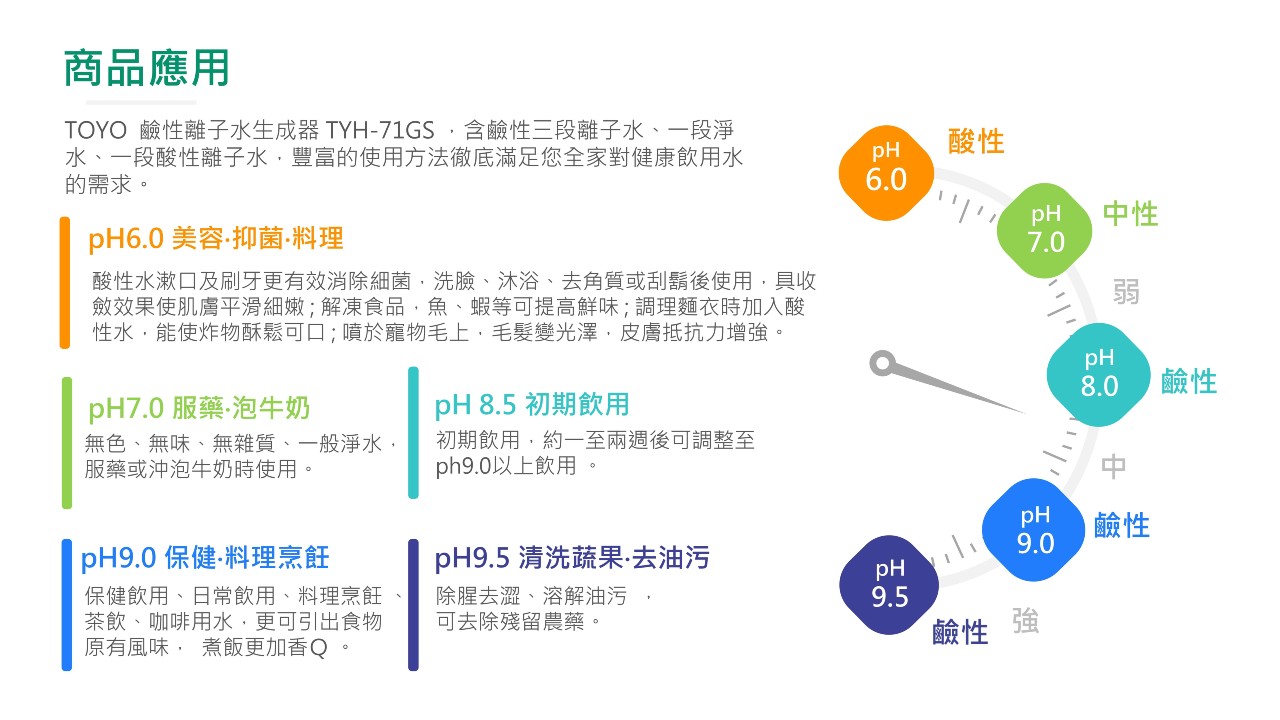 商品應用
TOYO 鹼性離子水生成器 TYH-71GS ，含鹼性三段離子水、一段淨
水、一段酸性離子水，豐富的使用方法徹底滿足您全家對健康飲用水
的需求。
pH6.0 美容·抑菌·料理
酸性水漱口及刷牙更有效消除細菌，洗臉、沐浴、去角質或刮鬍後使用，具收
斂效果使肌膚平滑細嫩；解凍食品，魚、蝦等可提高鮮味；調理麵衣時加入酸
性水，能使炸物酥鬆可口；噴於寵物毛上，毛髮變光澤，皮膚抵抗力增強。
pH7.0 服藥·泡牛奶
無色、無味、無雜質、一般淨水，
服藥或沖泡牛奶時使用。
pH 8.5 初期飲用
初期飲用，約一至兩週後可調整至
ph9.0以上飲用 。
pH9.0 保健·料理烹飪
保健飲用、日常飲用、料理烹飪 、
茶飲、咖啡用水，更可引出食物
原有風味， 煮飯更加香Q 。
pH9.5 清洗蔬果·去油污
除腥去澀、溶解油污 ，
可去除殘留農藥。
pH
6.0
酸性
pH
7.0
中性
弱
pH
8.0
鹼性
中
pH
9.0
鹼性
pH
9.5
鹼性
強